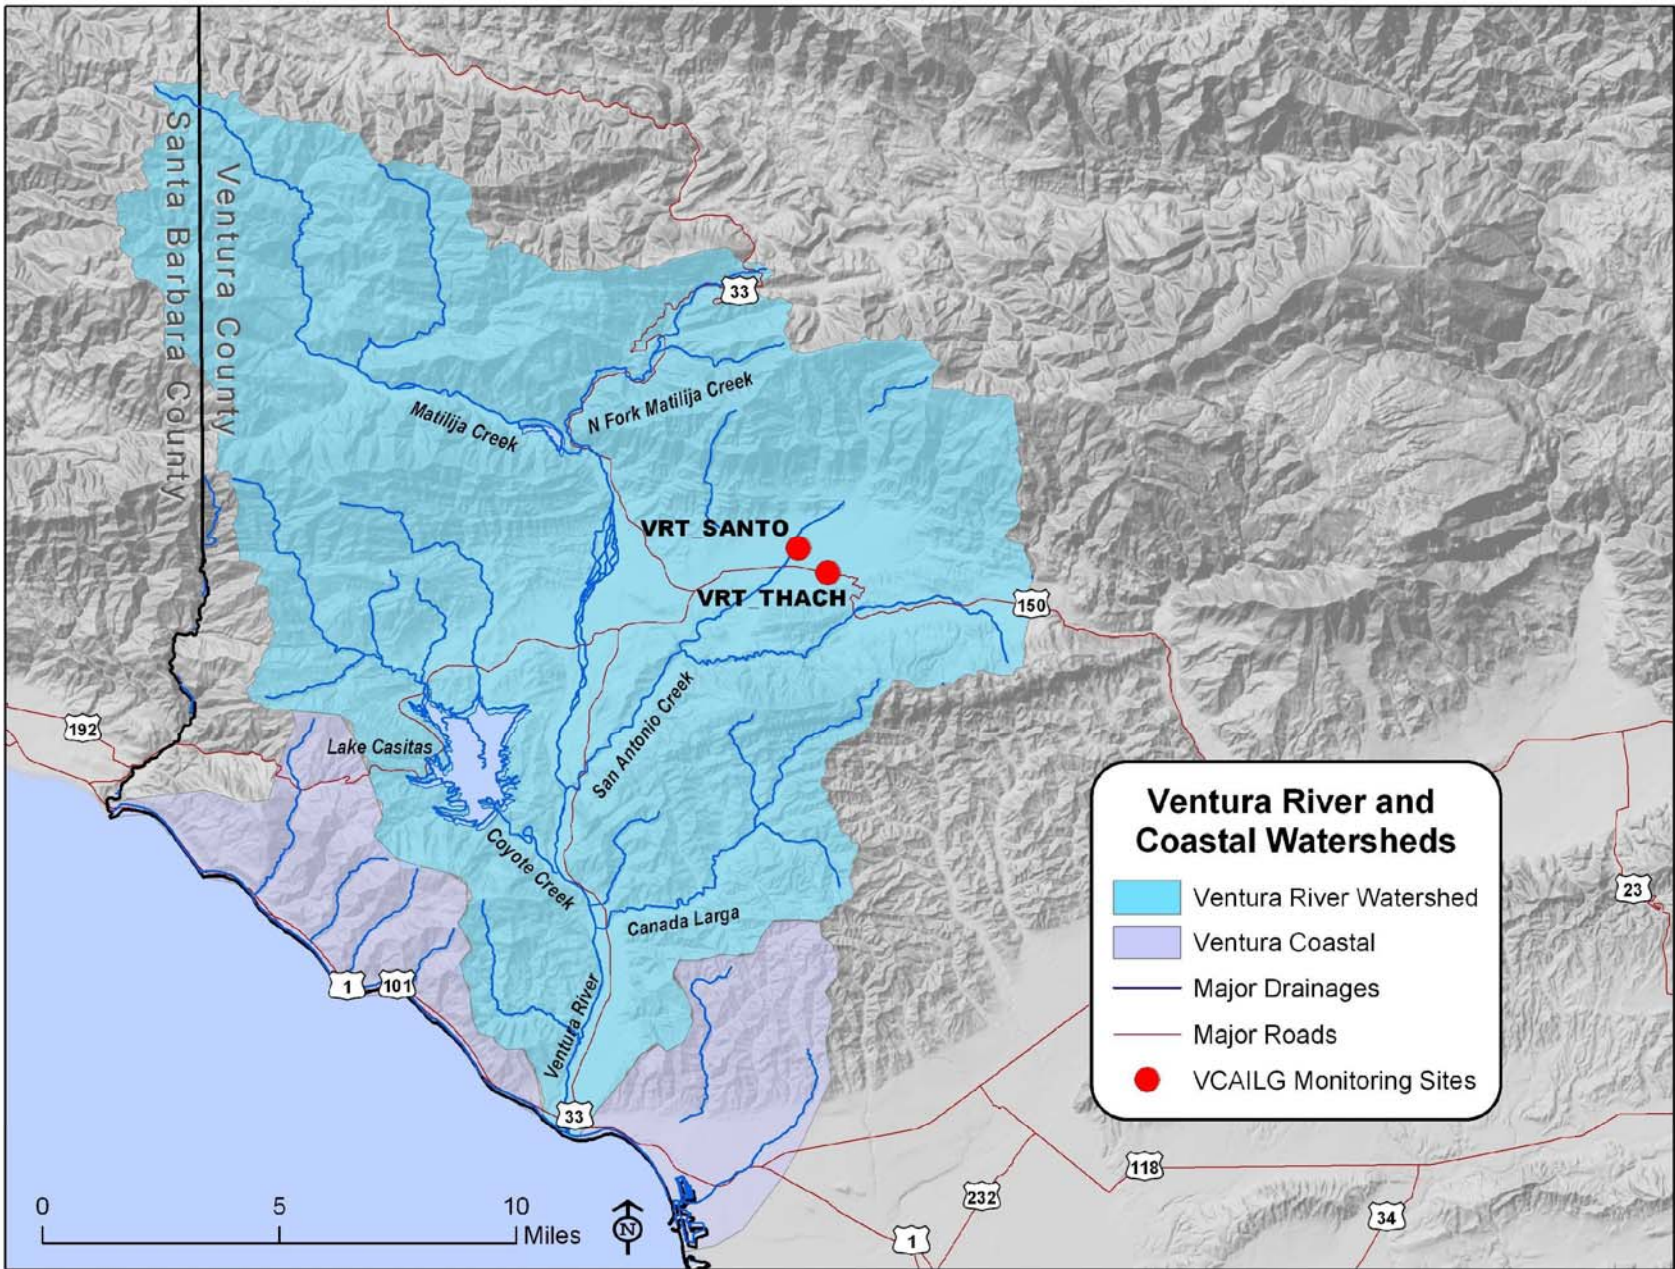 33
Santa Barbara County
Ventura County
N Fork Matilija Creek
Matilija Creek
VRT_SANTO
VRT_THACH
150
192
Lake Casitas
San Antonio Creek
Coyote Creek
Canada Larga
Ventura River
1
101
33
23
118
232
34
1
Ventura River and
Coastal Watersheds
Ventura River Watershed
Ventura Coastal
Major Drainages
Major Roads
VCAILG Monitoring Sites
0 5 10
Miles
N